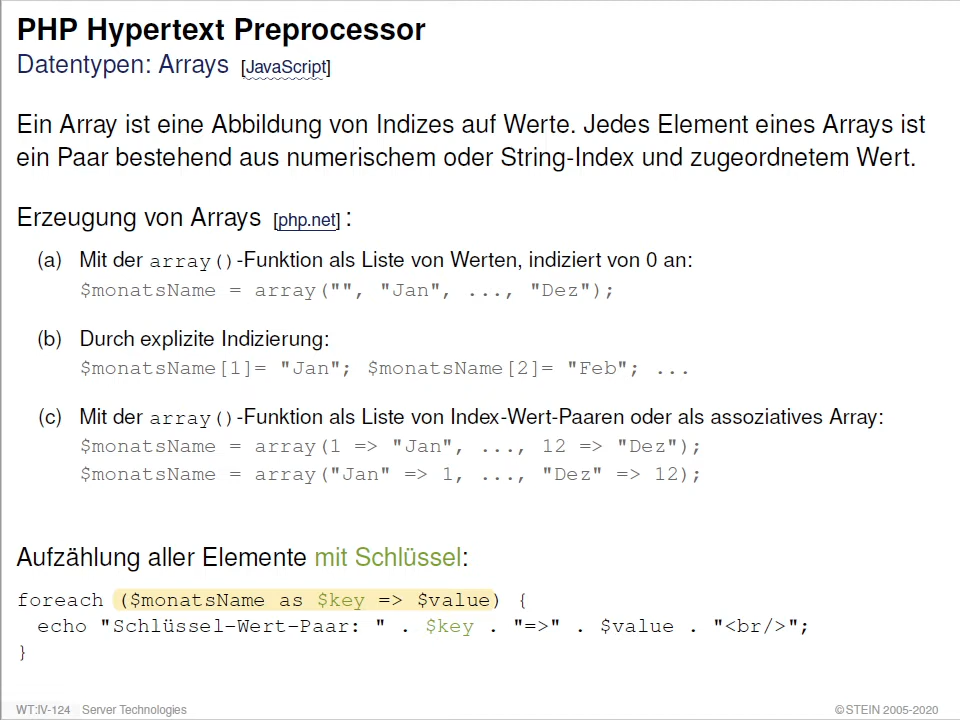 PHP Hypertext Preprocessor
Datentypen: Arrays [JavaScript]
Ein Array ist eine Abbildung von Indizes auf Werte. Jedes Element eines Arrays ist
ein Paar bestehend aus numerischem oder String-Index und zugeordnetem Wert.
Erzeugung von Arrays [php.net] :
(a) Mit der array()-Funktion als Liste von Werten, indiziert von 0 an:
$monatsName = array("", "Jan", ..., "Dez");
(b) Durch explizite Indizierung:
$monatsName[1]= "Jan"; $monatsName[2]= "Feb"; ...
(c) Mit der array()-Funktion als Liste von Index-Wert-Paaren oder als assoziatives Array:
$monatsName = array(1 => "Jan", ..., 12 => "Dez");
$monatsName = array("Jan" => 1, ..., "Dez" => 12);
Aufzählung aller Elemente mit Schlüssel:
foreach ($monatsName as $key => $value) {
echo "Schlüssel-Wert-Paar: " . $key . "=>" . $value . "<br/>";
}
WT:IV-124 Server Technologies © STEIN 2005-2020